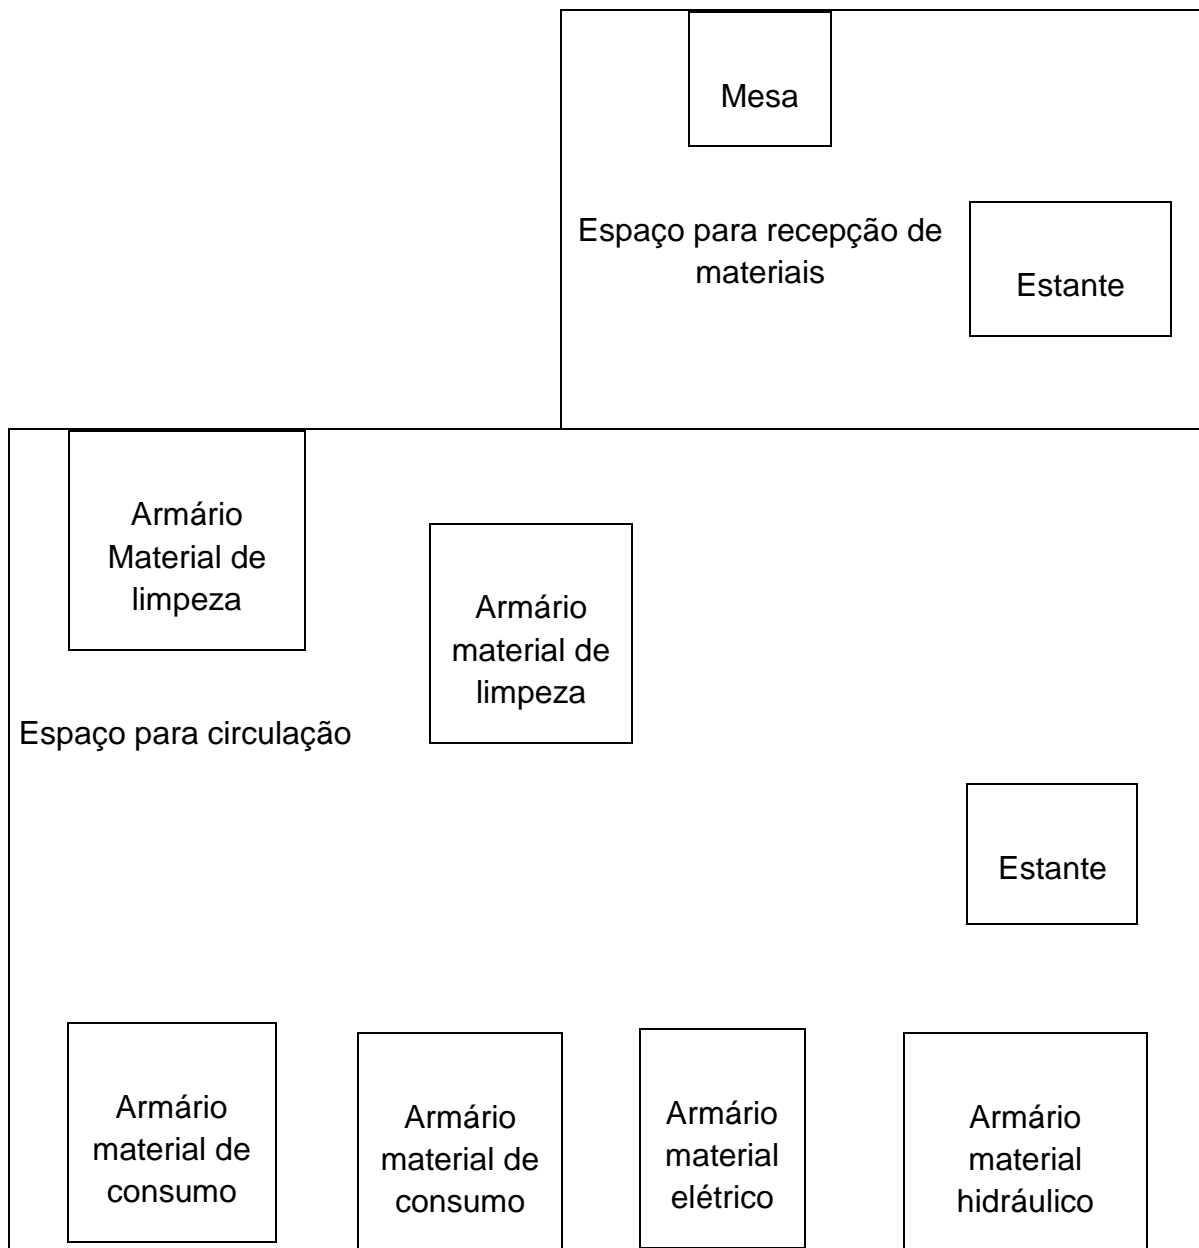 Mesa
Espaço para recepção de
materiais
Estante
Armário
Material de
limpeza
Armário
material de
limpeza
Espaço para circulação
Estante
Armário
material de
consumo
Armário
material de
consumo
Armário
material
elétrico
Armário
material
hidráulico